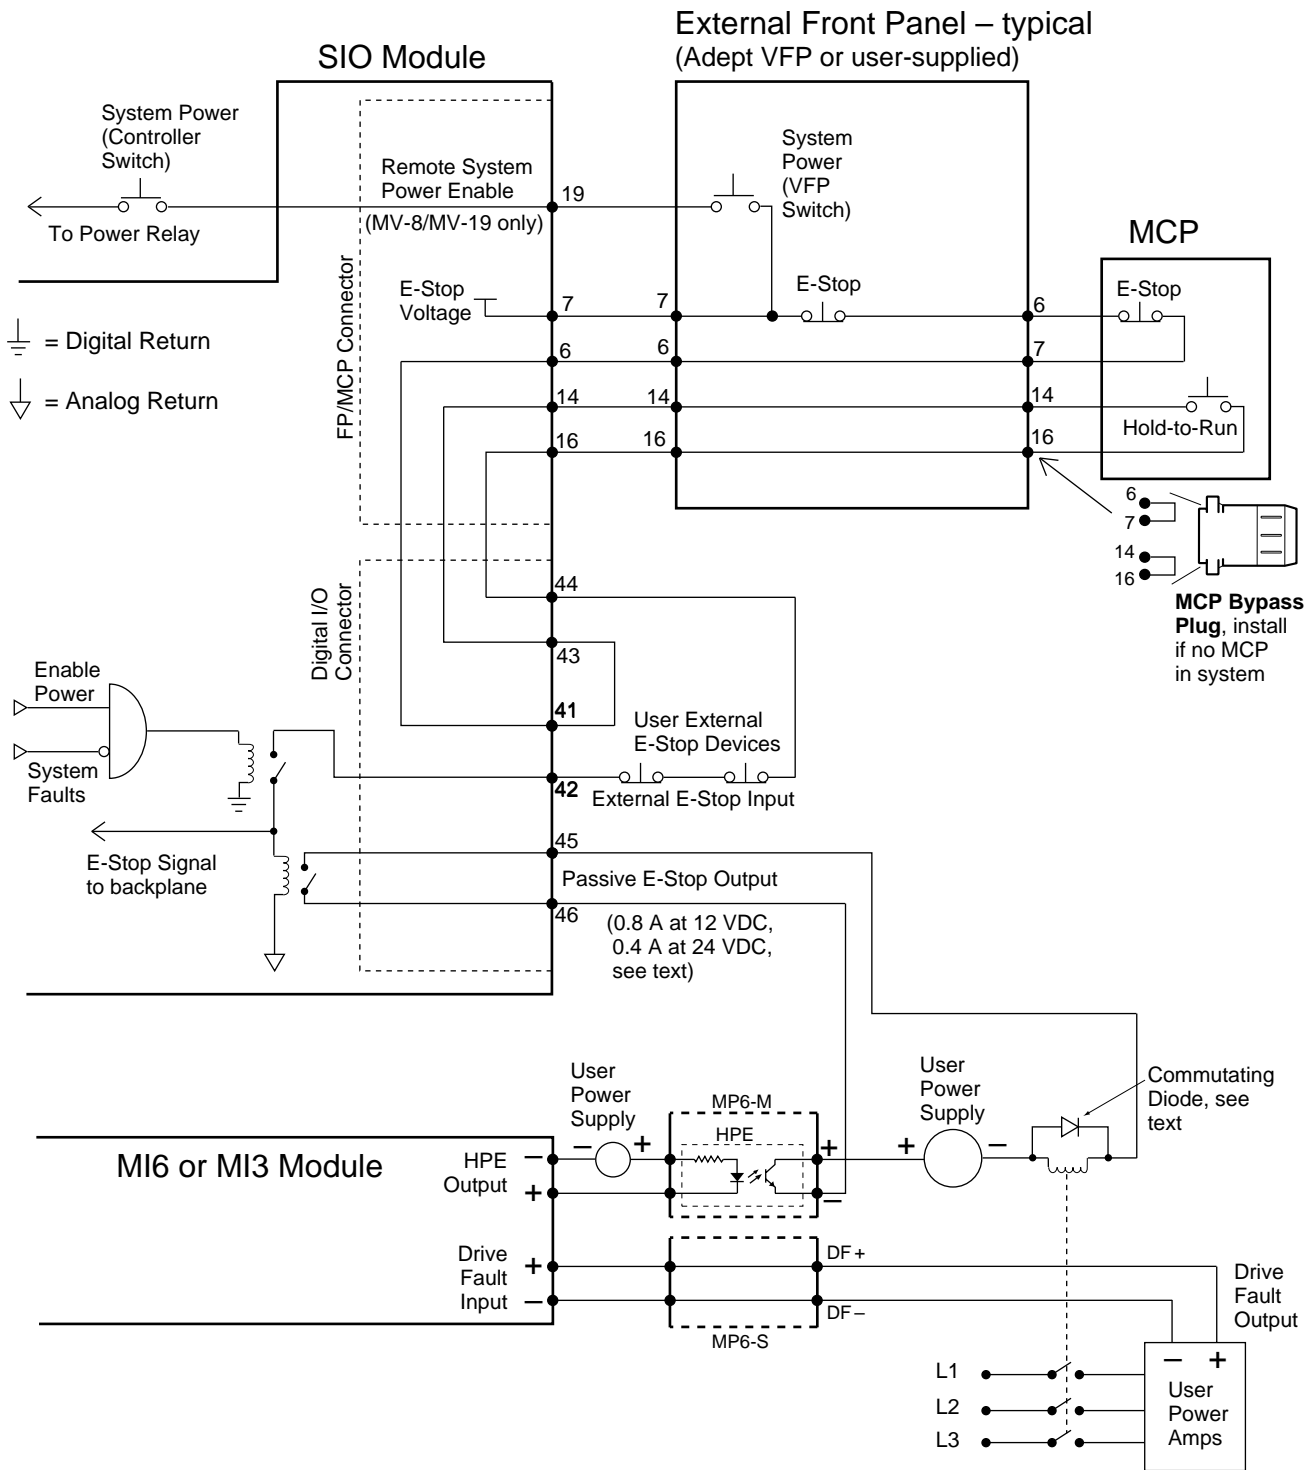 External Front Panel – typical
(Adept VFP or user-supplied)
SIO Module
System Power
(Controller
Switch)
To Power Relay
Remote System
Power Enable
(MV-8/MV-19 only)
19
System
Power
(VFP
Switch)
MCP
FP/MCP Connector
E-Stop
Voltage
7
7
E-Stop
6
E-Stop
6
6
7
14
14
14
Hold-to-Run
16
16
16
= Digital Return
= Analog Return
6
7
14
16
MCP Bypass
Plug, install
if no MCP
in system
Digital I/O
Connector
44
43
41
42
User External
E-Stop Devices
External E-Stop Input
Enable
Power
System
Faults
E-Stop Signal
to backplane
45
Passive E-Stop Output
46
(0.8 A at 12 VDC,
0.4 A at 24 VDC,
see text)
User
Power
Supply
MP6-M
HPE
User
Power
Supply
Commutating
Diode, see
text
MI6 or MI3 Module
HPE
Output
–
+
–
+
+
–
+
–
Drive
Fault
Input
+
–
DF+
DF–
MP6-S
Drive
Fault
Output
– +
User
Power
Amps
L1
L2
L3